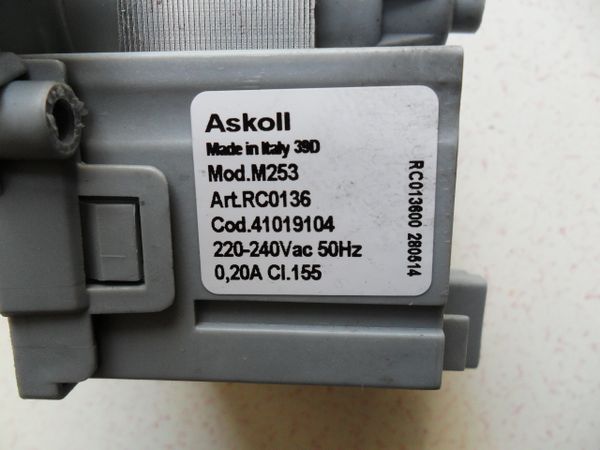 Askoll
Made in Italy 39D
Mod.M253
Art.RC0136
Cod.41019104
220-240Vac 50Hz
0,20A Cl.155
RC013600 280514